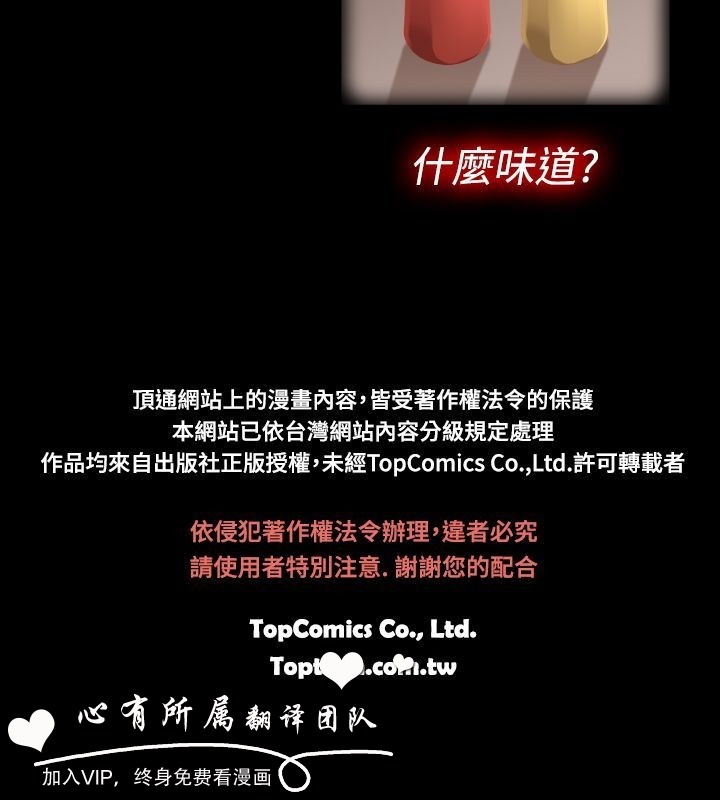 什麼味道?
頂通網站上的漫畫內容，皆受著作權法令的保護
本網站已依台灣網站內容分級規定處理
作品均來自出版社正版授權，未經TopComics Co.,Ltd.許可轉載者
依侵犯著作權法令辦理，違者必究
請使用者特別注意. 謝謝您的配合
TopComics Co., Ltd.
.com.tw
心有所属翻译团队
加入VIP，终身免费看漫画